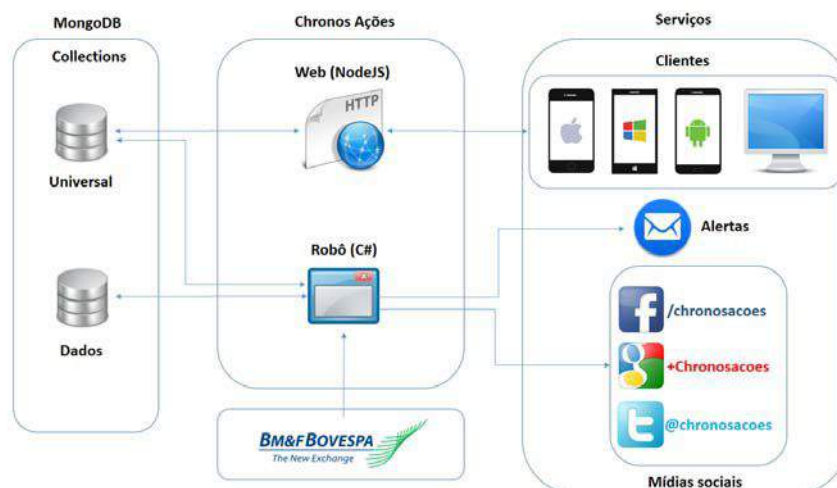 MongoDB
Collections
Universal
Dados
Chronos Ações
Web (NodeJS)
HTTP
Robô (C#)
BM&FBOVESPA
The New Exchange
Serviços
Clientes
Alertas
/chronosacoes
+Chronosacoes
@chronosacoes
Mídias sociais